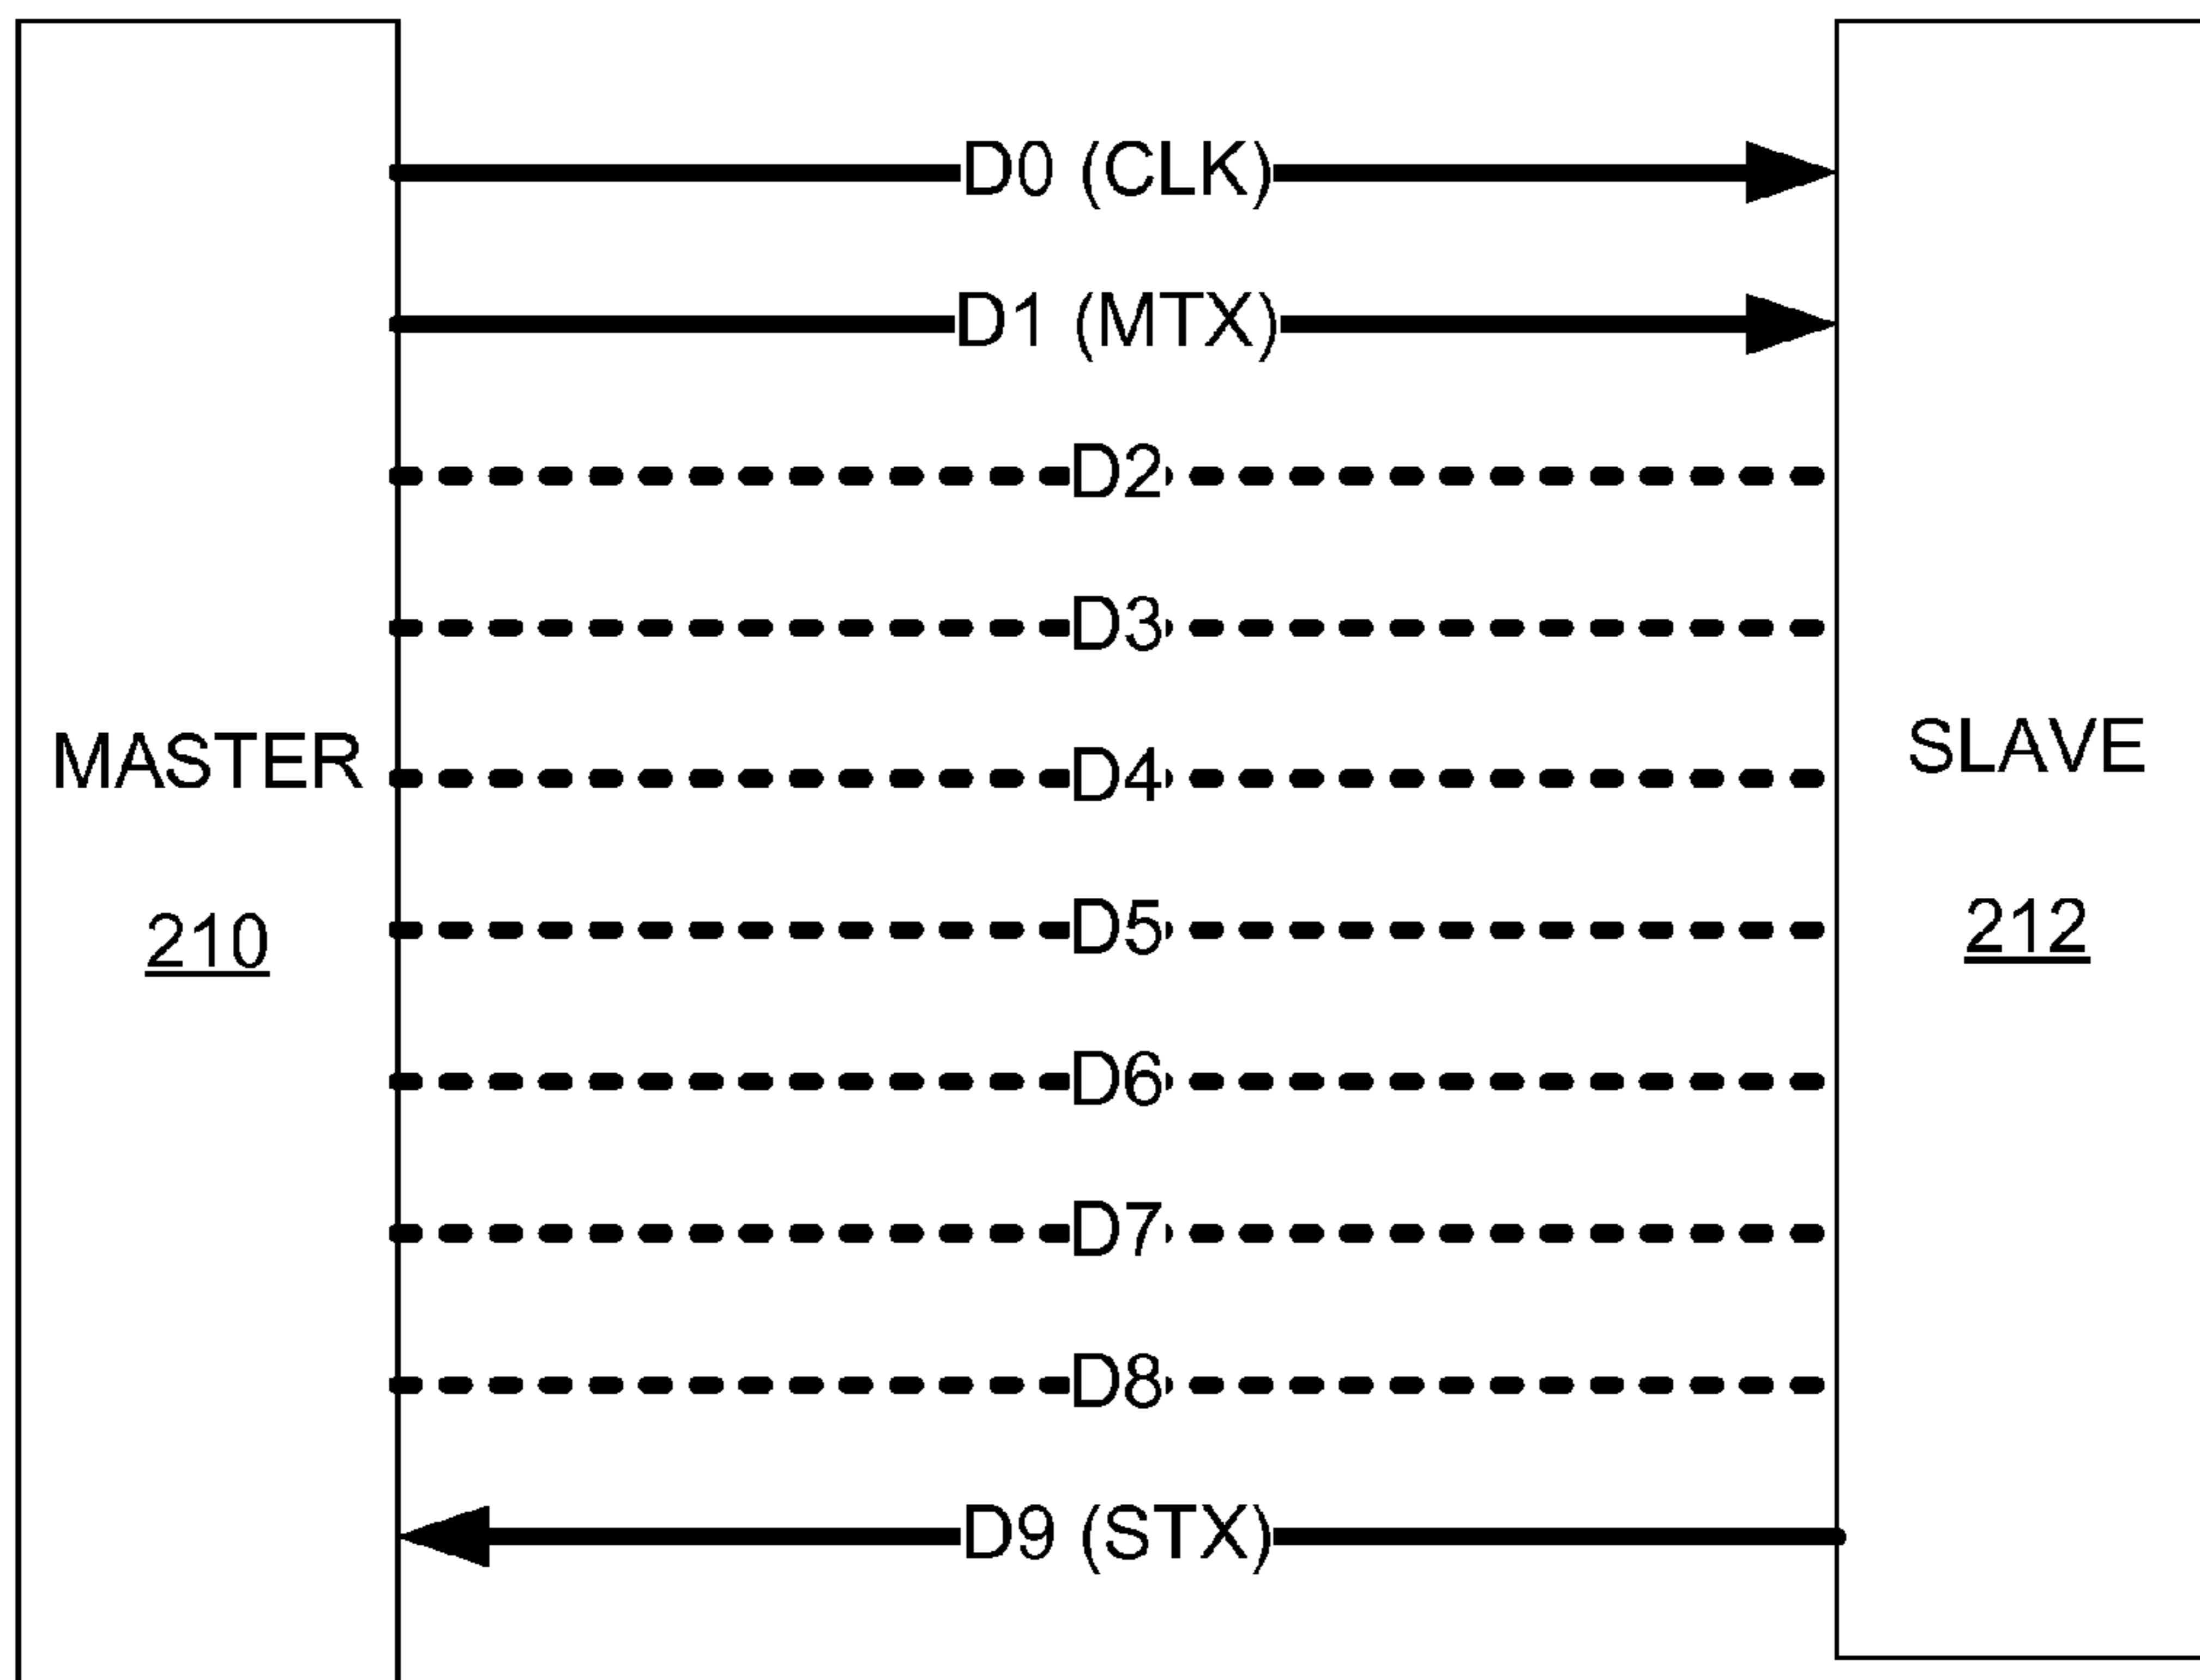 D0 (CLK)
D1 (MTX)
D2
D3
MASTER
D4
SLAVE
210
D5
212
D6
D7
D8
D9 (STX)